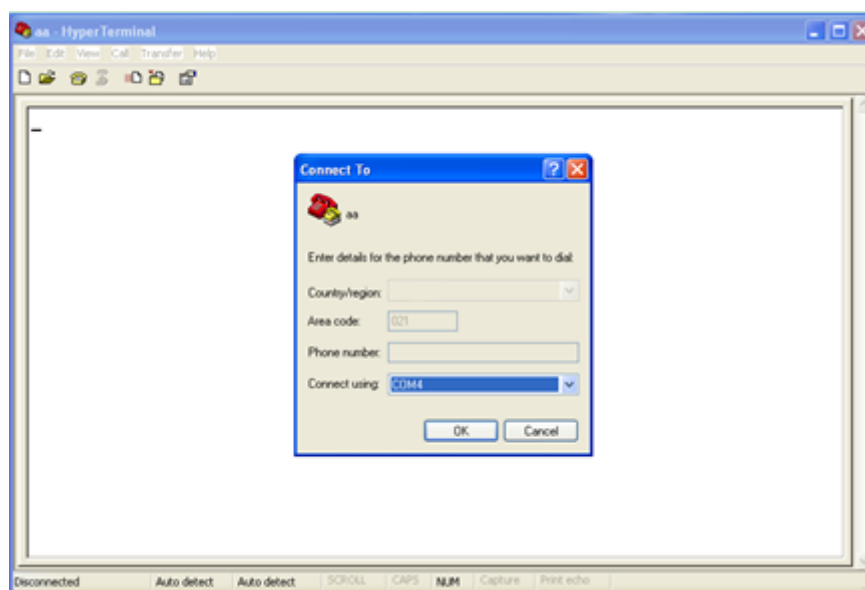 aa - HyperTerminal
File Edit View Call Transfer Help
Connect To
aa
Enter details for the phone number that you want to dial:
Country/region:
Area code: 021
Phone number:
Connect using: COM4
OK Cancel
Disconnected Auto detect Auto detect SCROLL CAPS NUM Capture Print echo